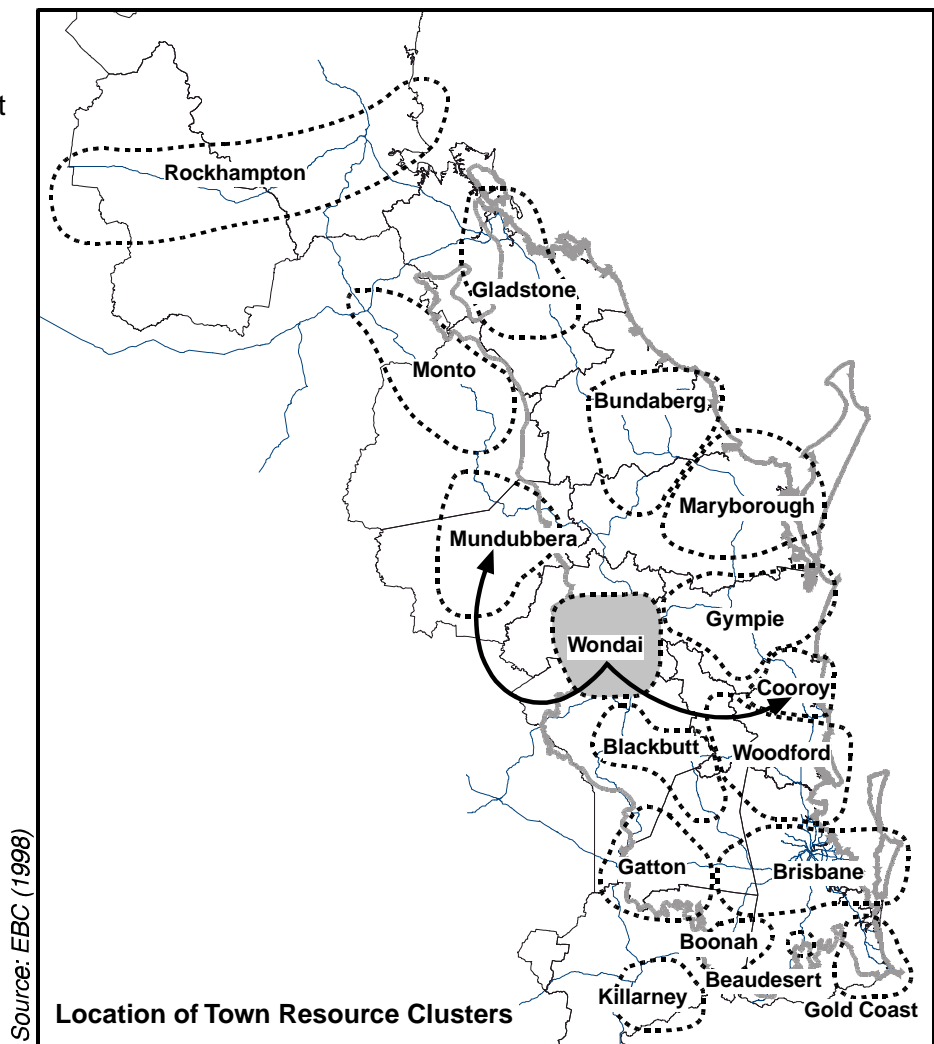 t
Rockhampton
Gladstone
Monto
Bundaberg
Maryborough
Mundubbera
Gympie
Wondai
Cooroy
Blackbutt
Woodford
Gatton
Brisbane
Boonah
Beaudesert
Killarney
Gold Coast
Location of Town Resource Clusters
Source: EBC (1998)